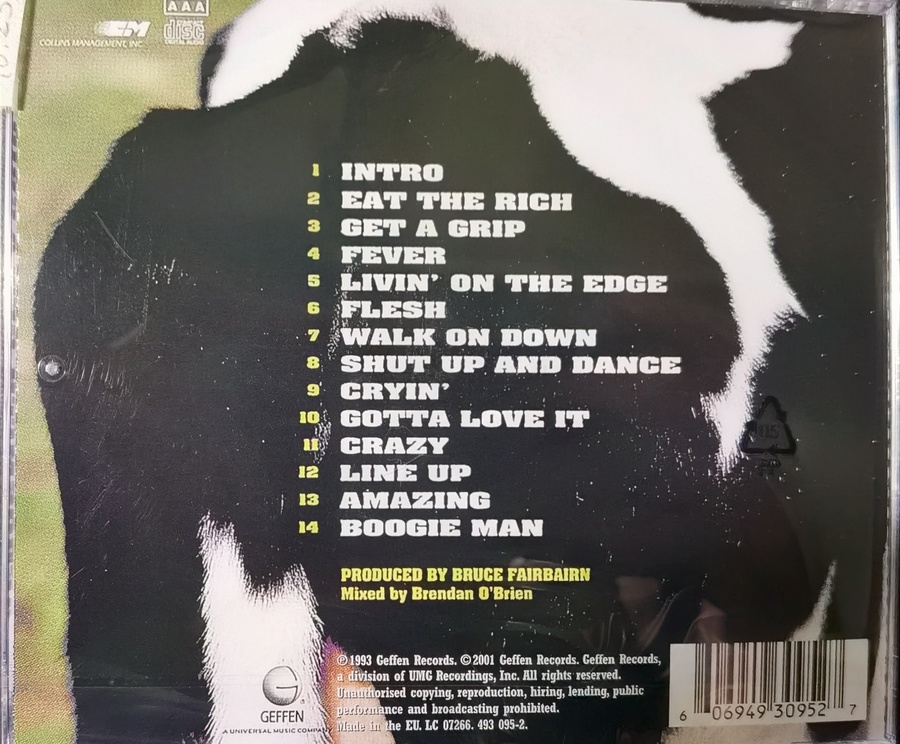 AAA
CM
COLLINS MANAGEMENT, INC.
COMPACT
disc
DIGITAL AUDIO
1 INTRO
2 EAT THE RICH
3 GET A GRIP
4 FEVER
5 LIVIN' ON THE EDGE
6 FLESH
7 WALK ON DOWN
8 SHUT UP AND DANCE
9 CRYIN'
10 GOTTA LOVE IT
11 CRAZY
12 LINE UP
13 AMAZING
14 BOOGIE MAN
PRODUCED BY BRUCE FAIRBAIRN
Mixed by Brendan O'Brien
℗1993 Geffen Records. ©2001 Geffen Records. Geffen Records,
a division of UMG Recordings, Inc. All rights reserved.
Unauthorised copying, reproduction, hiring, lending, public
performance and broadcasting prohibited.
Made in the EU. LC 07266. 493 095-2.
GEFFEN
A UNIVERSAL MUSIC COMPANY
6 06949 30952 7